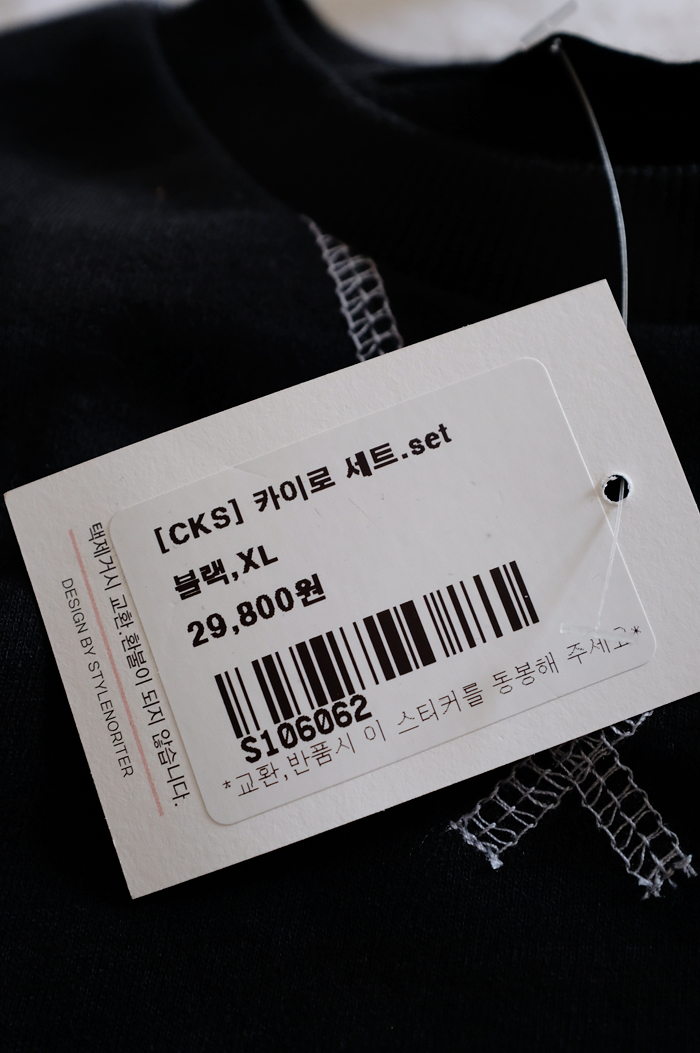 [CKS] 카이로 세트.set
블랙,XL
29,800원
S106062
*교환,반품시 이 스티커를 동봉해 주세고*
택제거시 교환.환불이 되지 않습니다.
DESIGN BY STYLENORITER